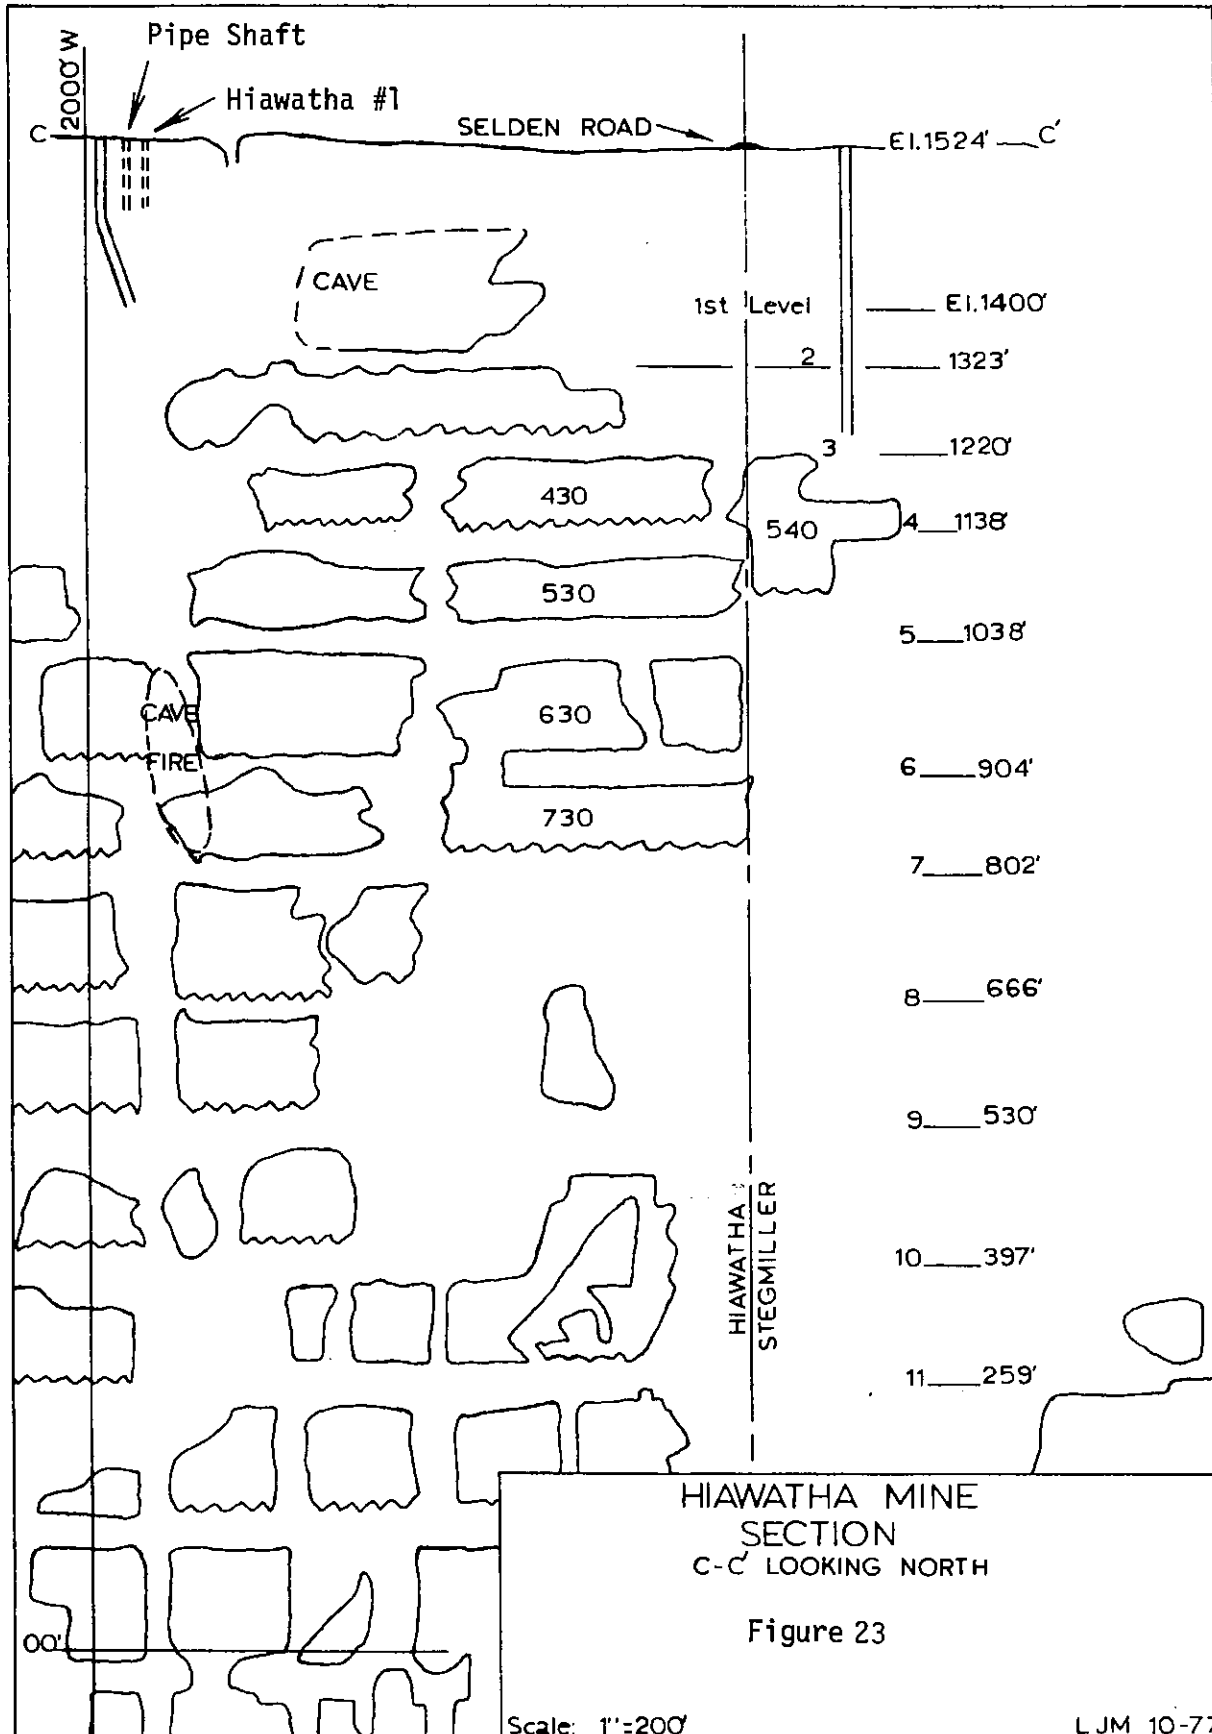 Pipe Shaft
2000' W
Hiawatha #1
C
SELDEN ROAD
El.1524'
C'
CAVE
1st Level
El.1400'
2
1323'
3
1220'
430
540
4
1138'
530
5
1038'
CAVE
630
FIRE
6
904'
730
7
802'
8
666'
9
530'
HIAWATHA
STEGMILLER
10
397'
11
259'
HIAWATHA MINE
SECTION
C-C' LOOKING NORTH
Figure 23
00'
Scale: 1"=200'
LJM 10-77